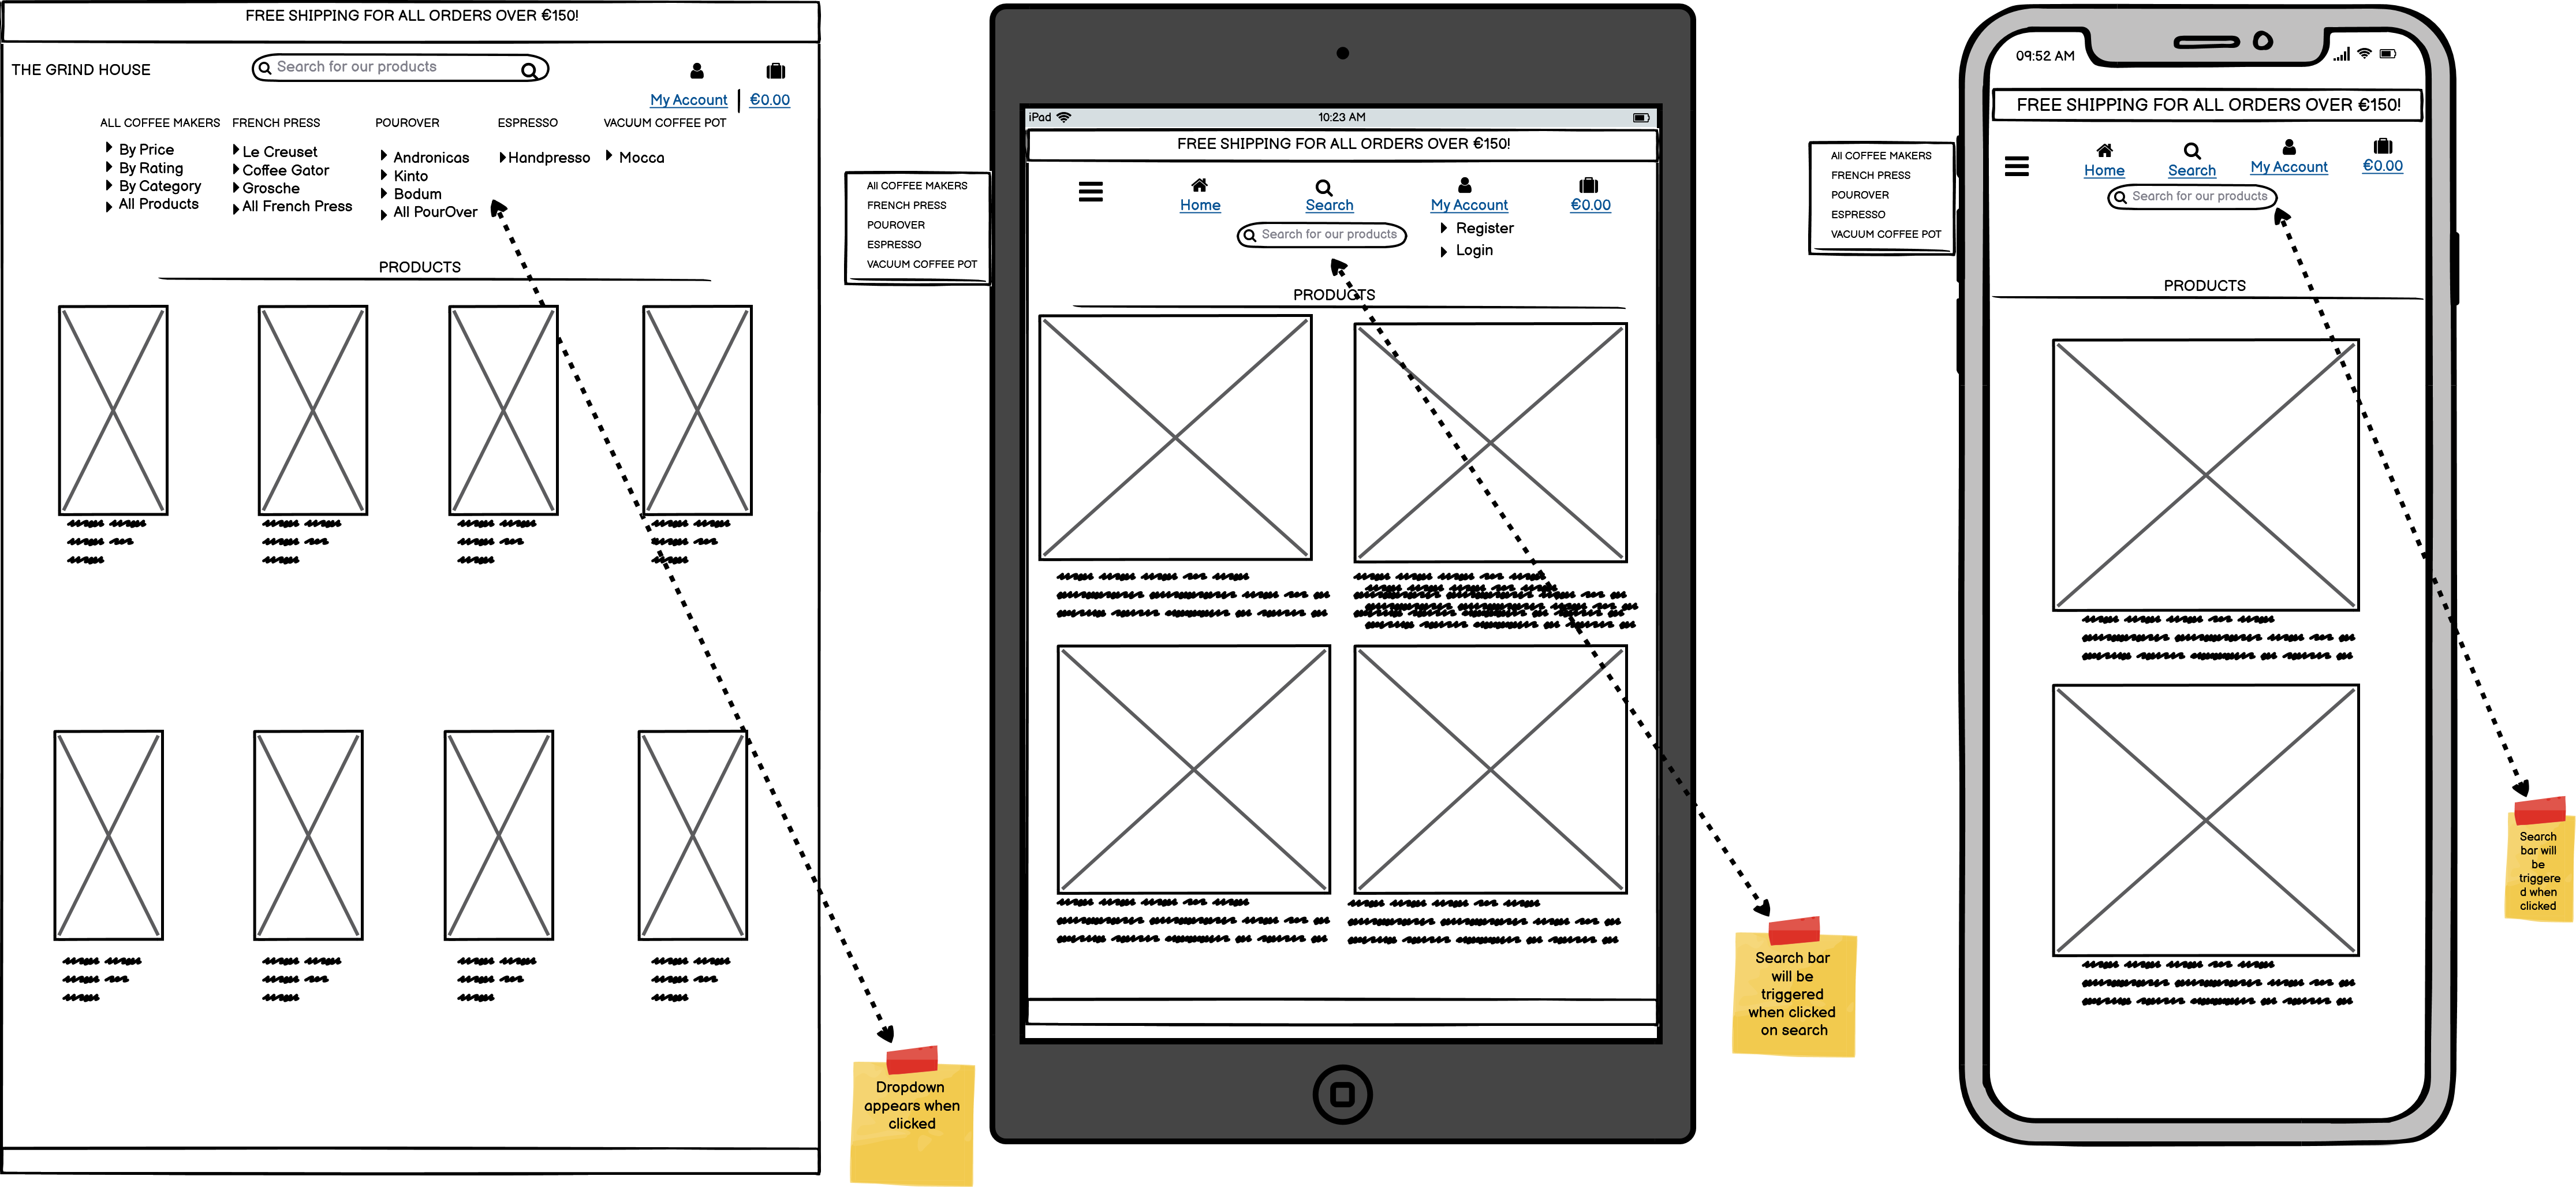 FREE SHIPPING FOR ALL ORDERS OVER €150!
THE GRIND HOUSE
Search for our products
My Account
€0.00
ALL COFFEE MAKERS
By Price
By Rating
By Category
All Products
FRENCH PRESS
Le Creuset
Coffee Gator
Grosche
All French Press
POUROVER
Andronicas
Kinto
Bodum
All PourOver
ESPRESSO
Handpresso
VACUUM COFFEE POT
Mocca
PRODUCTS
Dropdown
appears when
clicked
All COFFEE MAKERS
FRENCH PRESS
POUROVER
ESPRESSO
VACUUM COFFEE POT
iPad
10:23 AM
FREE SHIPPING FOR ALL ORDERS OVER €150!
Home
Search
My Account
€0.00
Search for our products
Register
Login
PRODUCTS
Search bar
will be
triggered
when clicked
on search
All COFFEE MAKERS
FRENCH PRESS
POUROVER
ESPRESSO
VACUUM COFFEE POT
09:52 AM
FREE SHIPPING FOR ALL ORDERS OVER €150!
Home
Search
My Account
€0.00
Search for our products
PRODUCTS
Search
bar will
be
triggere
d when
clicked